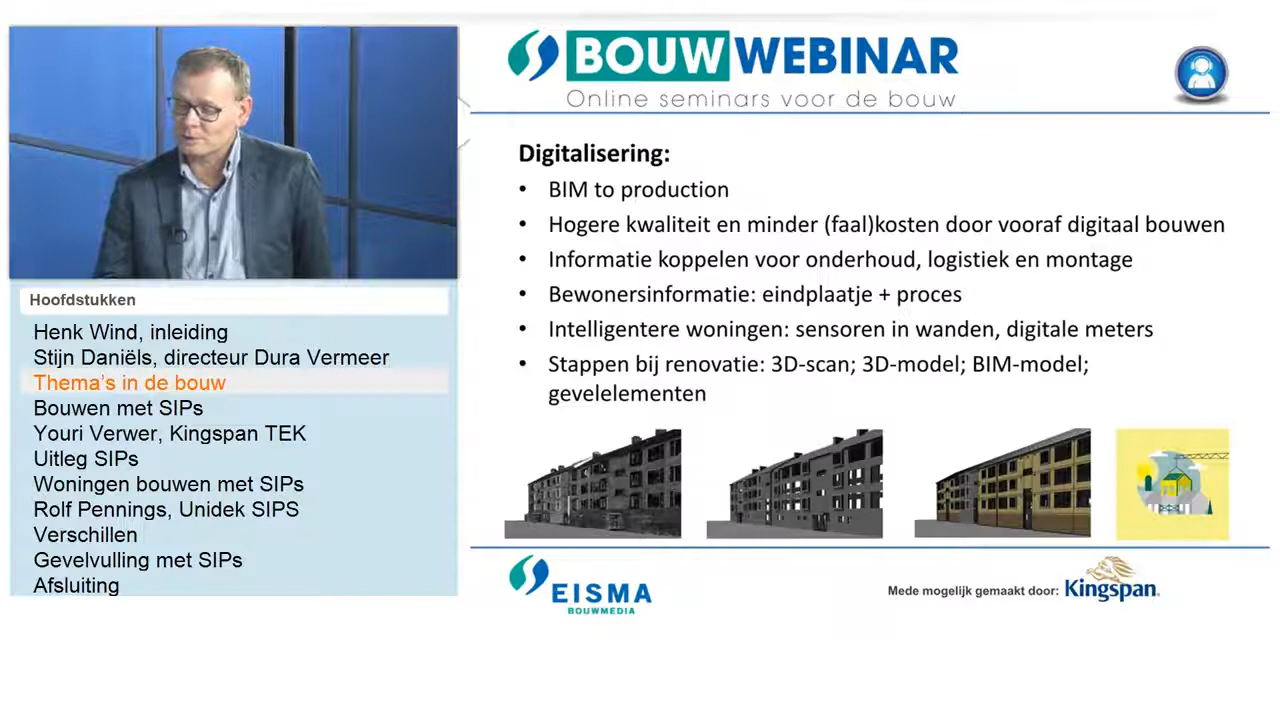 BOUWWEBINAR
Online seminars voor de bouw
Digitalisering:
• BIM to production
• Hogere kwaliteit en minder (faal)kosten door vooraf digitaal bouwen
• Informatie koppelen voor onderhoud, logistiek en montage
• Bewonersinformatie: eindplaatje + proces
• Intelligentere woningen: sensoren in wanden, digitale meters
• Stappen bij renovatie: 3D-scan; 3D-model; BIM-model;
gevelelementen
Hoofdstukken
Henk Wind, inleiding
Stijn Daniëls, directeur Dura Vermeer
Thema's in de bouw
Bouwen met SIPs
Youri Verwer, Kingspan TEK
Uitleg SIPs
Woningen bouwen met SIPs
Rolf Pennings, Unidek SIPS
Verschillen
Gevelvulling met SIPs
Afsluiting
EISMA
BOUWMEDIA
Mede mogelijk gemaakt door: Kingspan.